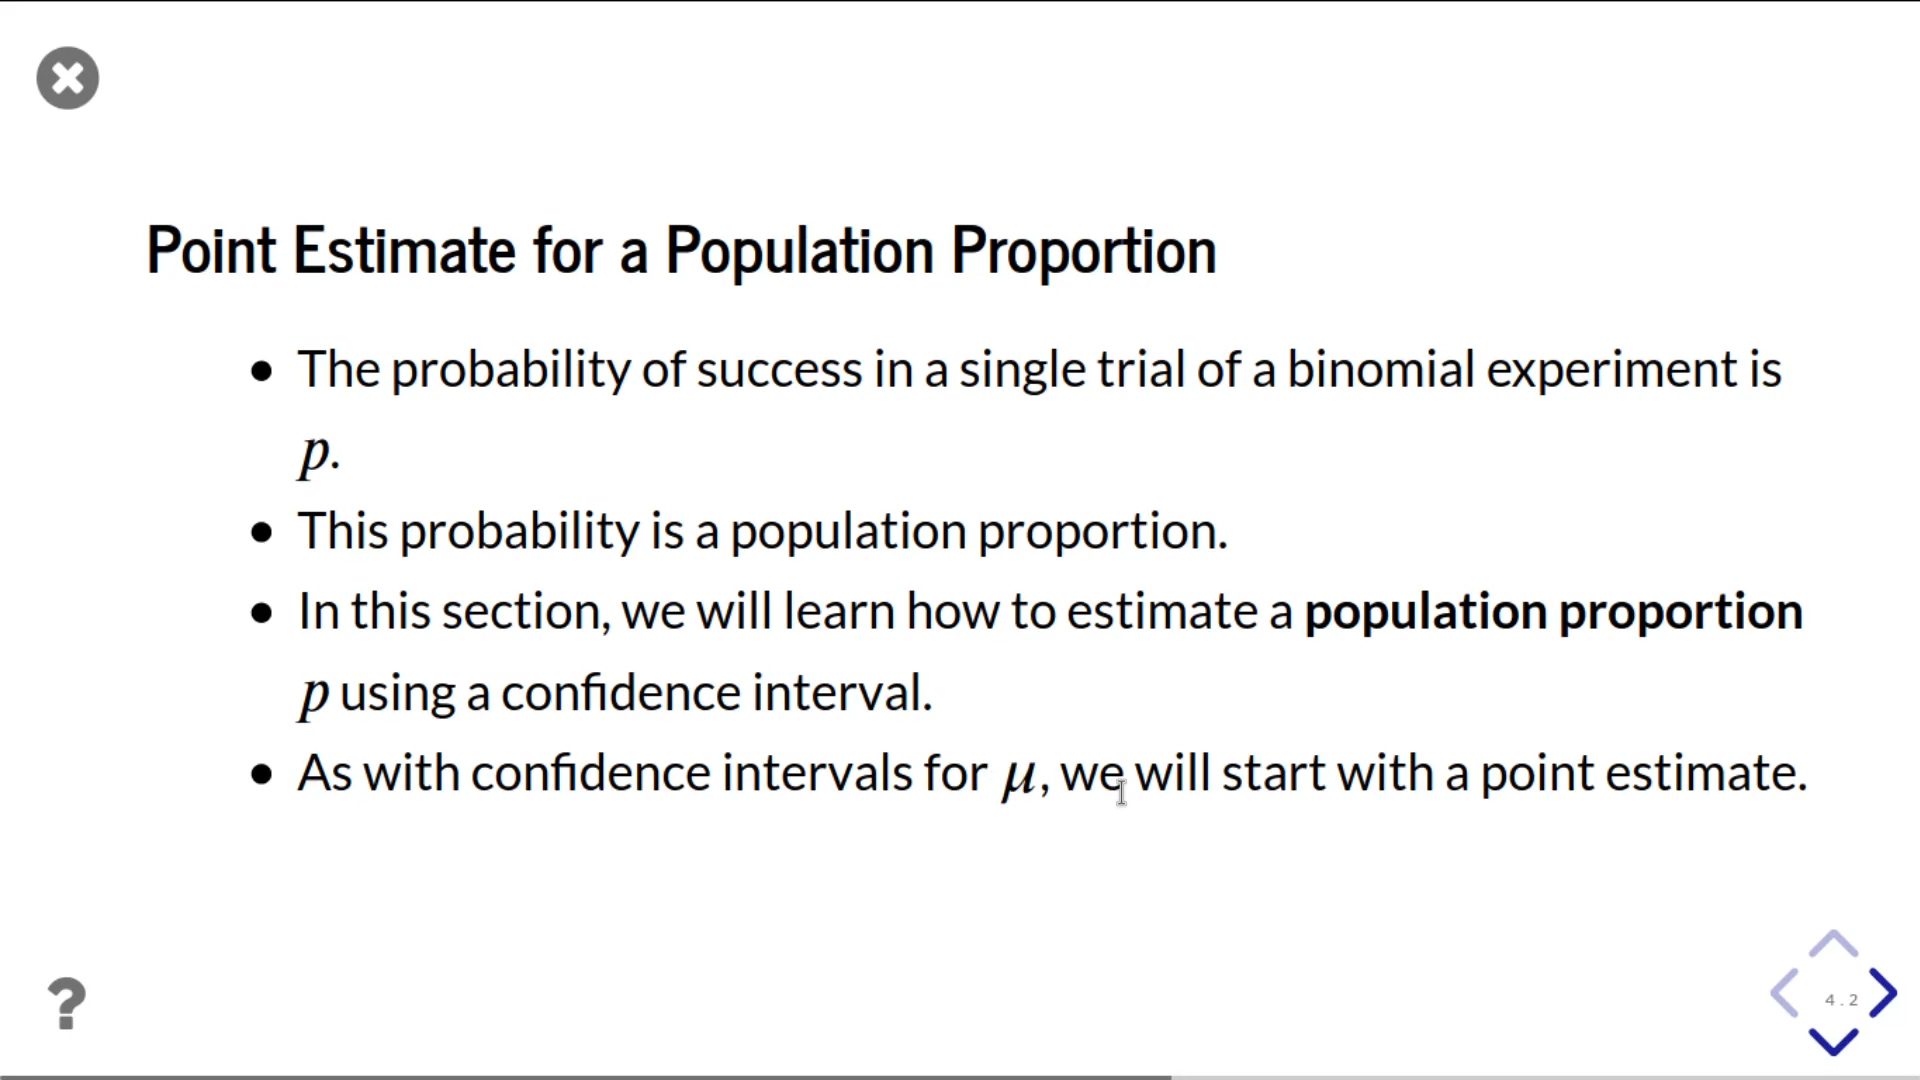 Point Estimate for a Population Proportion
• The probability of success in a single trial of a binomial experiment is
p.
• This probability is a population proportion.
• In this section, we will learn how to estimate a population proportion
p using a confidence interval.
• As with confidence intervals for μ, we will start with a point estimate.
?
4.2